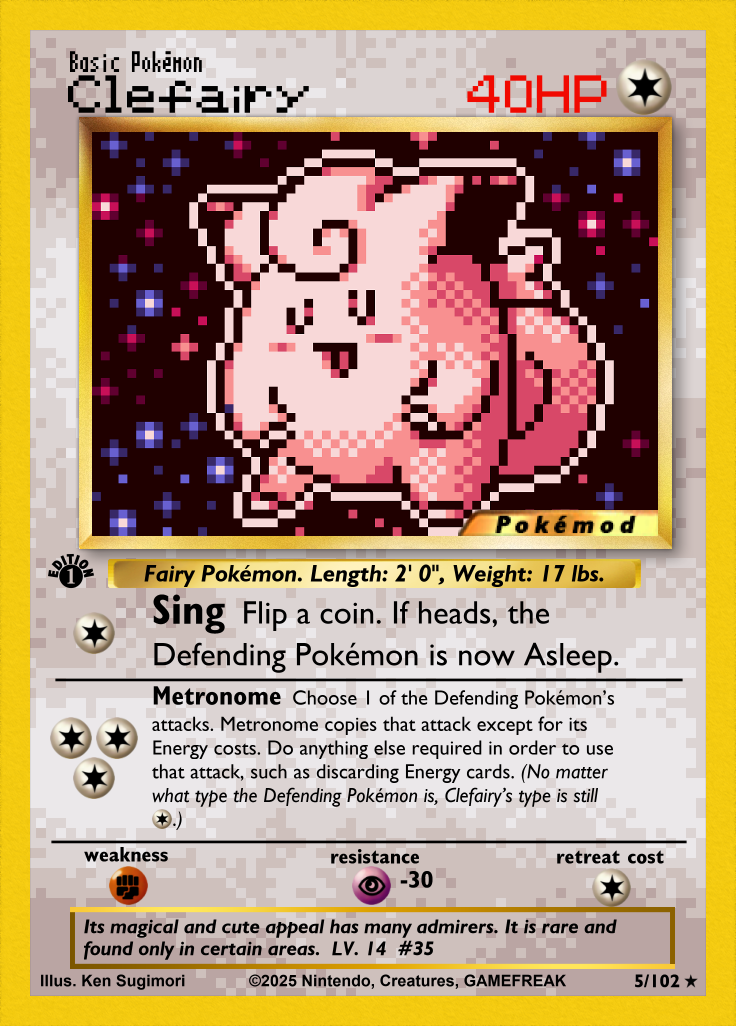 Basic Pokémon
Clefairy 40HP
Pokémod
EDITION
1
Fairy Pokémon. Length: 2' 0", Weight: 17 lbs.
Sing Flip a coin. If heads, the
Defending Pokémon is now Asleep.
Metronome Choose 1 of the Defending Pokémon's
attacks. Metronome copies that attack except for its
Energy costs. Do anything else required in order to use
that attack, such as discarding Energy cards. (No matter
what type the Defending Pokémon is, Clefairy's type is still
.)
weakness resistance retreat cost
-30
Its magical and cute appeal has many admirers. It is rare and
found only in certain areas. LV. 14 #35
Illus. Ken Sugimori ©2025 Nintendo, Creatures, GAMEFREAK 5/102 ★